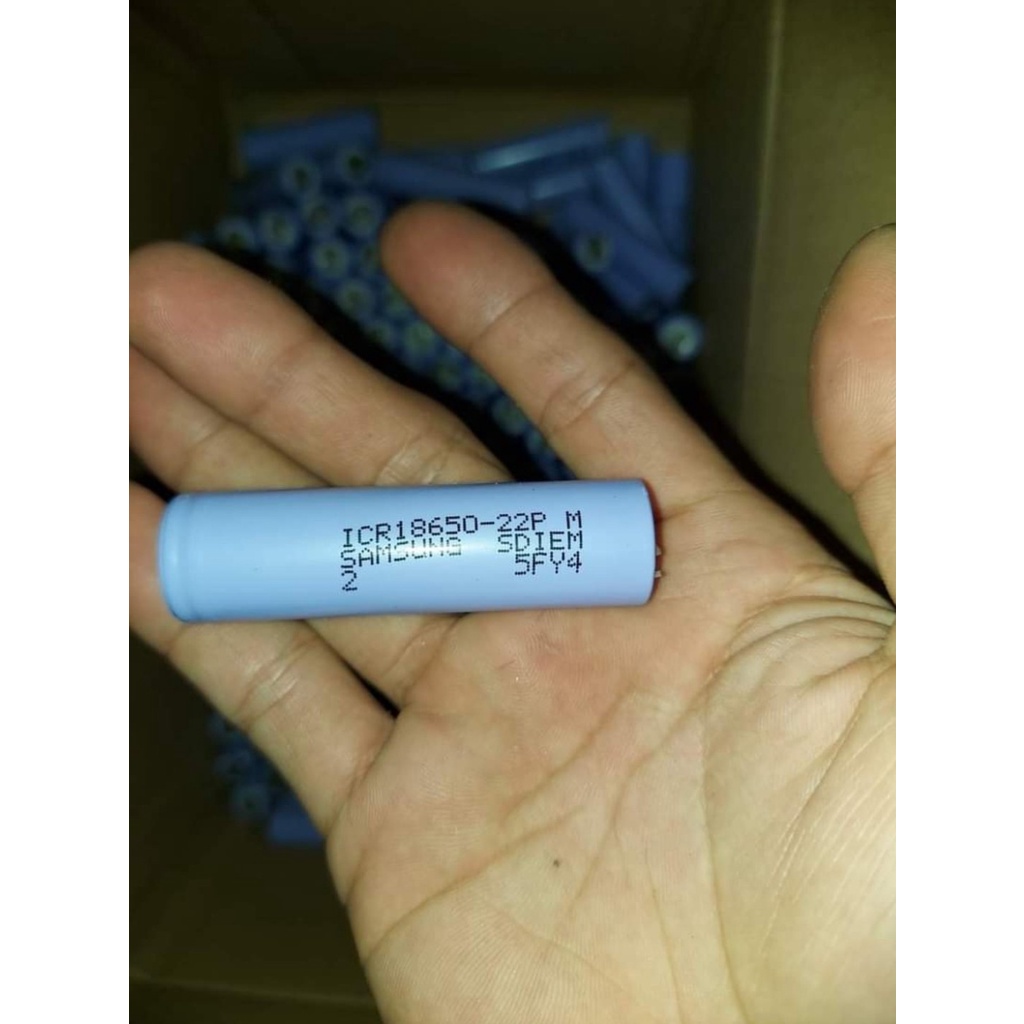 ICR18650-22P M
SAMSUNG SDIEM
5FY4
2